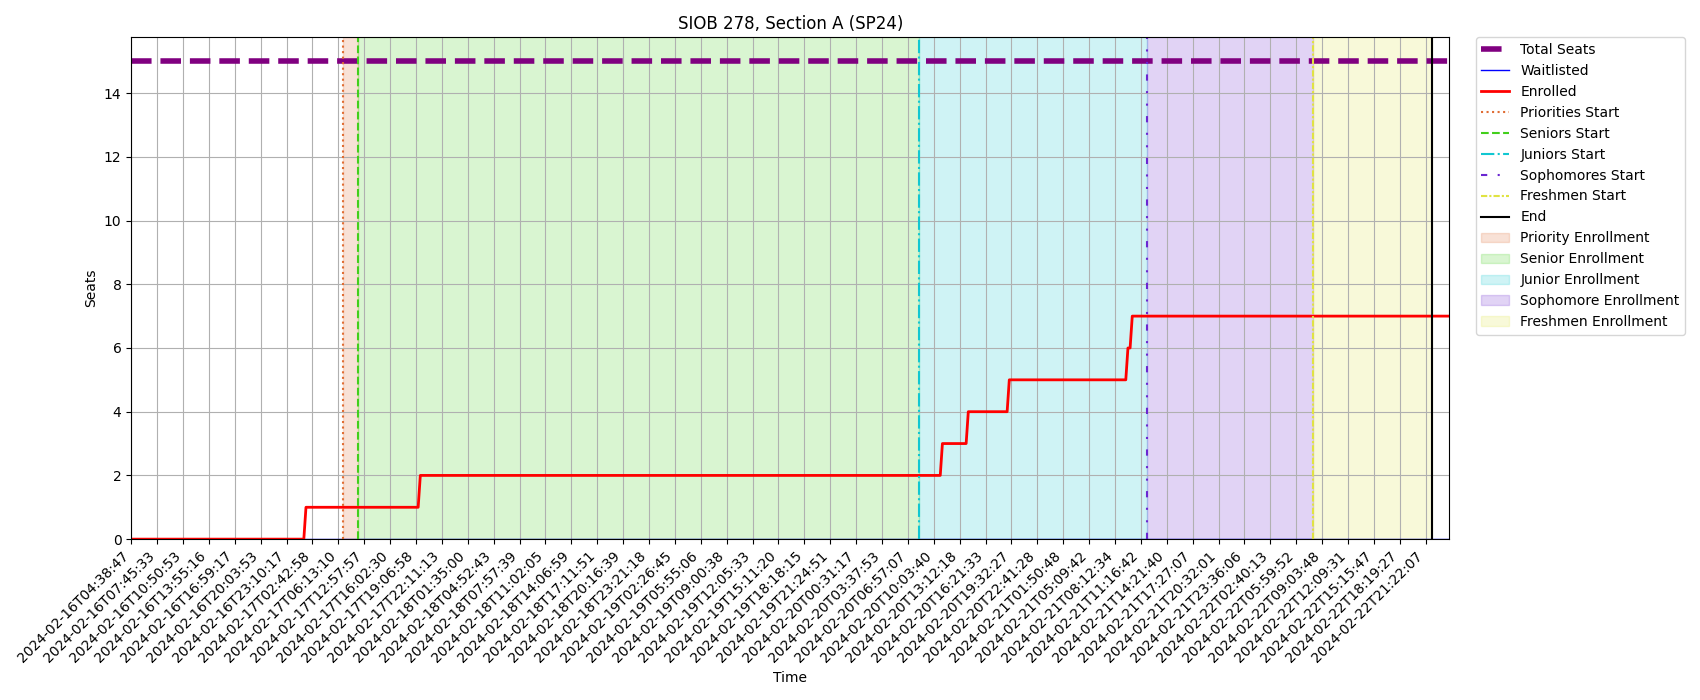 SIOB 278, Section A (SP24)
Seats
14
12
10
8
6
4
2
0
2024-02-16T04:38:47
2024-02-16T07:45:33
2024-02-16T10:50:53
2024-02-16T13:55:16
2024-02-16T16:59:17
2024-02-16T20:03:53
2024-02-16T23:10:17
2024-02-17T02:42:58
2024-02-17T06:13:10
2024-02-17T12:57:57
2024-02-17T16:02:30
2024-02-17T19:06:58
2024-02-17T22:11:13
2024-02-18T01:35:00
2024-02-18T04:52:43
2024-02-18T07:57:39
2024-02-18T11:02:05
2024-02-18T14:06:59
2024-02-18T17:11:51
2024-02-18T20:16:39
2024-02-18T23:21:18
2024-02-19T02:26:45
2024-02-19T05:55:06
2024-02-19T09:00:38
2024-02-19T12:05:33
2024-02-19T15:11:20
2024-02-19T18:18:15
2024-02-19T21:24:51
2024-02-20T00:31:17
2024-02-20T03:37:53
2024-02-20T06:57:07
2024-02-20T10:03:40
2024-02-20T13:12:18
2024-02-20T16:21:33
2024-02-20T19:32:27
2024-02-20T22:41:28
2024-02-21T01:50:48
2024-02-21T05:09:42
2024-02-21T08:12:34
2024-02-21T11:16:42
2024-02-21T14:21:40
2024-02-21T17:27:07
2024-02-21T20:32:01
2024-02-21T23:36:06
2024-02-22T02:40:13
2024-02-22T05:59:52
2024-02-22T09:03:48
2024-02-22T12:09:31
2024-02-22T15:15:47
2024-02-22T18:19:27
2024-02-22T21:22:07
Time
Total Seats
Waitlisted
Enrolled
Priorities Start
Seniors Start
Juniors Start
Sophomores Start
Freshmen Start
End
Priority Enrollment
Senior Enrollment
Junior Enrollment
Sophomore Enrollment
Freshmen Enrollment